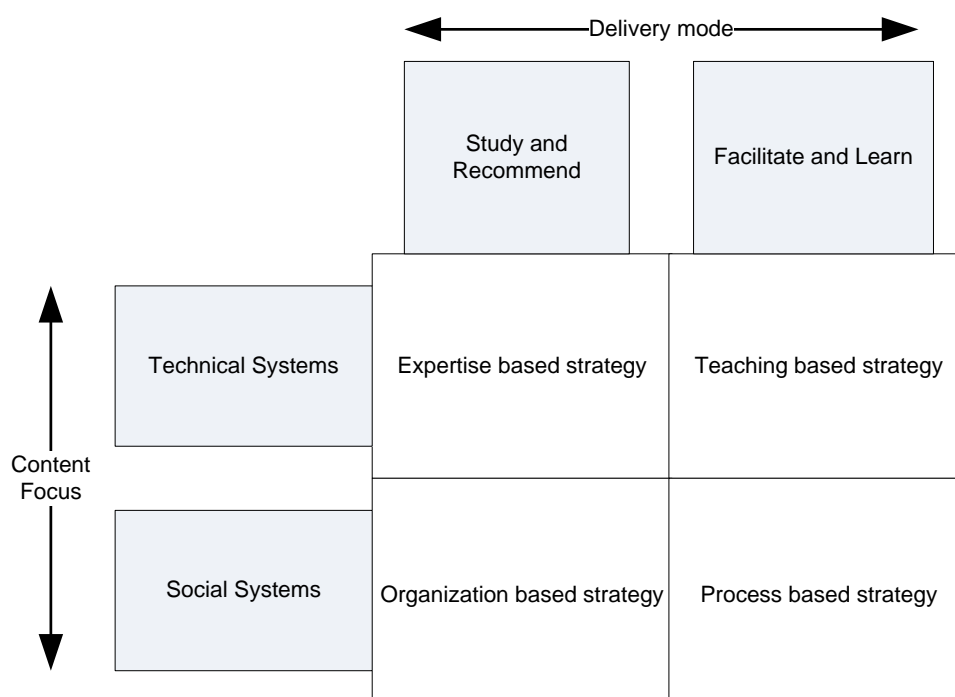 Delivery mode
Study and
Recommend
Facilitate and Learn
Technical Systems
Expertise based strategy
Teaching based strategy
Content
Focus
Social Systems
Organization based strategy
Process based strategy